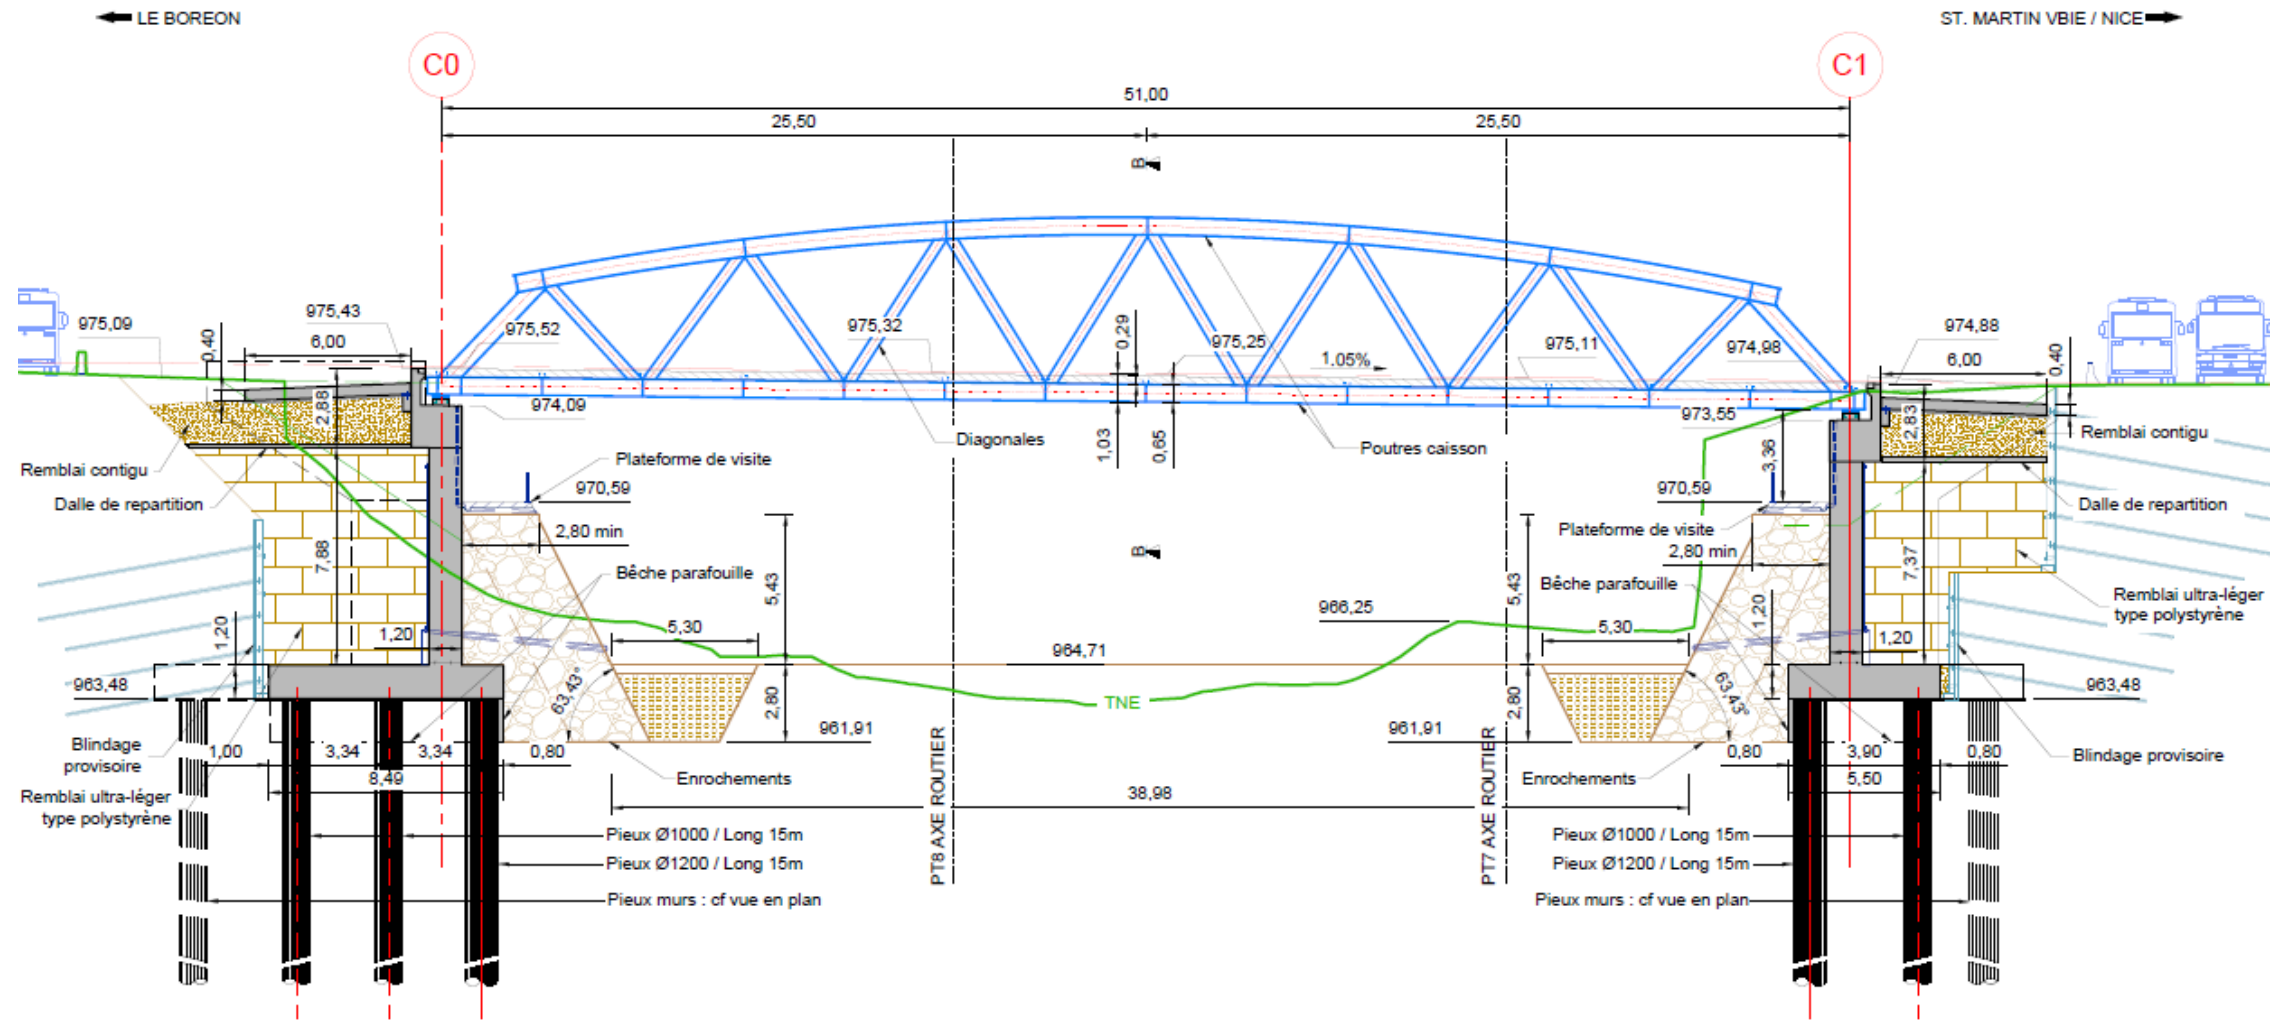 LE BOREON
ST. MARTIN VBIE / NICE
C0
C1
51,00
25,50
25,50
B
975,09
975,43
6,00
0,40
975,52
975,32
0,29
975,25
1.05%
975,11
974,98
974,88
6,00
0,40
2,88
974,09
1,03
0,65
973,55
2,83
Diagonales
Poutres caisson
3,36
Remblai contigu
Remblai contigu
Plateforme de visite
970,59
970,59
Dalle de repartition
Dalle de repartition
Plateforme de visite
2,80 min
2,80 min
7,88
B
Bêche parafouille
Bêche parafouille
5,43
5,43
7,37
Remblai ultra-léger
type polystyrène
966,25
1,20
1,20
5,30
5,30
1,20
1,20
964,71
963,48
963,48
63,43°
63,43°
2,80
2,80
TNE
961,91
961,91
Blindage
provisoire
1,00
3,34
3,34
0,80
0,80
3,90
0,80
Blindage provisoire
8,49
5,50
Enrochements
Enrochements
38,98
Remblai ultra-léger
type polystyrène
PT8 AXE ROUTIER
PT7 AXE ROUTIER
Pieux Ø1000 / Long 15m
Pieux Ø1000 / Long 15m
Pieux Ø1200 / Long 15m
Pieux Ø1200 / Long 15m
Pieux murs : cf vue en plan
Pieux murs : cf vue en plan